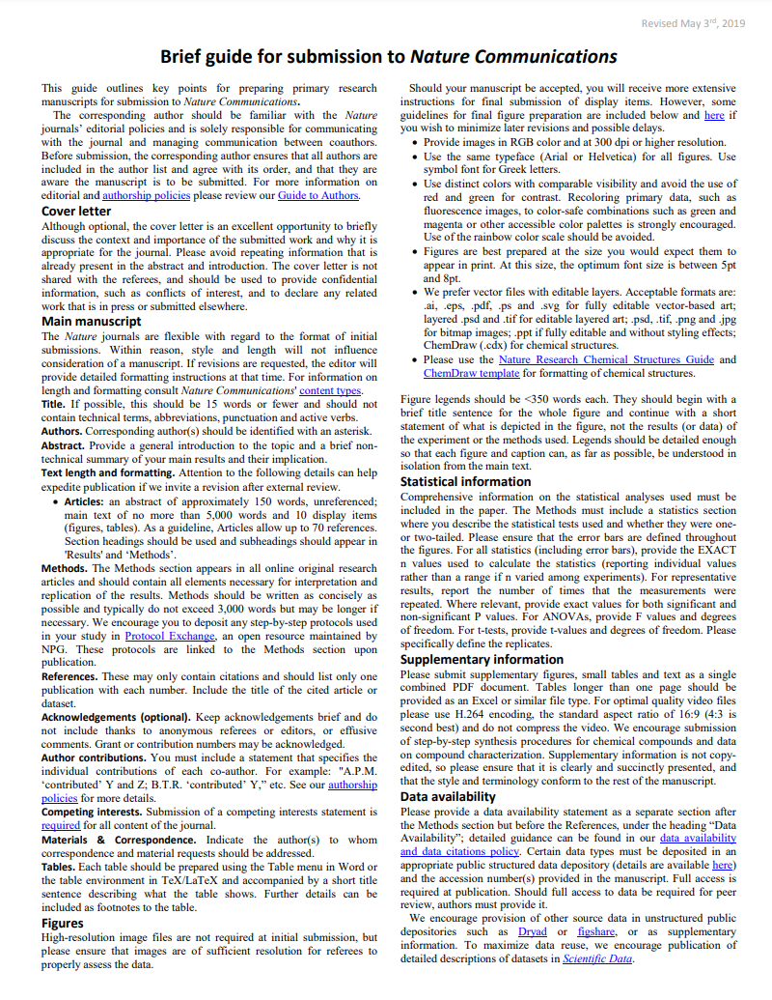 Revised May 3rd, 2019
Brief guide for submission to Nature Communications
This guide outlines key points for preparing primary research
manuscripts for submission to Nature Communications.
The corresponding author should be familiar with the Nature
journals' editorial policies and is solely responsible for communicating
with the journal and managing communication between coauthors.
Before submission, the corresponding author ensures that all authors are
included in the author list and agree with its order, and that they are
aware the manuscript is to be submitted. For more information on
editorial and authorship policies please review our Guide to Authors.
Cover letter
Although optional, the cover letter is an excellent opportunity to briefly
discuss the context and importance of the submitted work and why it is
appropriate for the journal. Please avoid repeating information that is
already present in the abstract and introduction. The cover letter is not
shared with the referees, and should be used to provide confidential
information, such as conflicts of interest, and to declare any related
work that is in press or submitted elsewhere.
Main manuscript
The Nature journals are flexible with regard to the format of initial
submissions. Within reason, style and length will not influence
consideration of a manuscript. If revisions are requested, the editor will
provide detailed formatting instructions at that time. For information on
length and formatting consult Nature Communications' content types.
Title. If possible, this should be 15 words or fewer and should not
contain technical terms, abbreviations, punctuation and active verbs.
Authors. Corresponding author(s) should be identified with an asterisk.
Abstract. Provide a general introduction to the topic and a brief non-
technical summary of your main results and their implication.
Text length and formatting. Attention to the following details can help
expedite publication if we invite a revision after external review.
• Articles: an abstract of approximately 150 words, unreferenced;
main text of no more than 5,000 words and 10 display items
(figures, tables). As a guideline, Articles allow up to 70 references.
Section headings should be used and subheadings should appear in
'Results' and ‘Methods’.
Methods. The Methods section appears in all online original research
articles and should contain all elements necessary for interpretation and
replication of the results. Methods should be written as concisely as
possible and typically do not exceed 3,000 words but may be longer if
necessary. We encourage you to deposit any step-by-step protocols used
in your study in Protocol Exchange, an open resource maintained by
NPG. These protocols are linked to the Methods section upon
publication.
References. These may only contain citations and should list only one
publication with each number. Include the title of the cited article or
dataset.
Acknowledgements (optional). Keep acknowledgements brief and do
not include thanks to anonymous referees or editors, or effusive
comments. Grant or contribution numbers may be acknowledged.
Author contributions. You must include a statement that specifies the
individual contributions of each co-author. For example: "A.P.M.
‘contributed’ Y and Z; B.T.R. ‘contributed’ Y,” etc. See our authorship
policies for more details.
Competing interests. Submission of a competing interests statement is
required for all content of the journal.
Materials & Correspondence. Indicate the author(s) to whom
correspondence and material requests should be addressed.
Tables. Each table should be prepared using the Table menu in Word or
the table environment in TeX/LaTeX and accompanied by a short title
sentence describing what the table shows. Further details can be
included as footnotes to the table.
Figures
High-resolution image files are not required at initial submission, but
please ensure that images are of sufficient resolution for referees to
properly assess the data.
Should your manuscript be accepted, you will receive more extensive
instructions for final submission of display items. However, some
guidelines for final figure preparation are included below and here if
you wish to minimize later revisions and possible delays.
• Provide images in RGB color and at 300 dpi or higher resolution.
• Use the same typeface (Arial or Helvetica) for all figures. Use
symbol font for Greek letters.
• Use distinct colors with comparable visibility and avoid the use of
red and green for contrast. Recoloring primary data, such as
fluorescence images, to color-safe combinations such as green and
magenta or other accessible color palettes is strongly encouraged.
Use of the rainbow color scale should be avoided.
• Figures are best prepared at the size you would expect them to
appear in print. At this size, the optimum font size is between 5pt
and 8pt.
• We prefer vector files with editable layers. Acceptable formats are:
.ai, .eps, .pdf, .ps and .svg for fully editable vector-based art;
layered .psd and .tif for editable layered art; .psd, .tif, .png and .jpg
for bitmap images; .ppt if fully editable and without styling effects;
ChemDraw (.cdx) for chemical structures.
• Please use the Nature Research Chemical Structures Guide and
ChemDraw template for formatting of chemical structures.
Figure legends should be <350 words each. They should begin with a
brief title sentence for the whole figure and continue with a short
statement of what is depicted in the figure, not the results (or data) of
the experiment or the methods used. Legends should be detailed enough
so that each figure and caption can, as far as possible, be understood in
isolation from the main text.
Statistical information
Comprehensive information on the statistical analyses used must be
included in the paper. The Methods must include a statistics section
where you describe the statistical tests used and whether they were one-
or two-tailed. Please ensure that the error bars are defined throughout
the figures. For all statistics (including error bars), provide the EXACT
n values used to calculate the statistics (reporting individual values
rather than a range if n varied among experiments). For representative
results, report the number of times that the measurements were
repeated. Where relevant, provide exact values for both significant and
non-significant P values. For ANOVAs, provide F values and degrees
of freedom. For t-tests, provide t-values and degrees of freedom. Please
specifically define the replicates.
Supplementary information
Please submit supplementary figures, small tables and text as a single
combined PDF document. Tables longer than one page should be
provided as an Excel or similar file type. For optimal quality video files
please use H.264 encoding, the standard aspect ratio of 16:9 (4:3 is
second best) and do not compress the video. We encourage submission
of step-by-step synthesis procedures for chemical compounds and data
on compound characterization. Supplementary information is not copy-
edited, so please ensure that it is clearly and succinctly presented, and
that the style and terminology conform to the rest of the manuscript.
Data availability
Please provide a data availability statement as a separate section after
the Methods section but before the References, under the heading “Data
Availability”; detailed guidance can be found in our data availability
and data citations policy. Certain data types must be deposited in an
appropriate public structured data depository (details are available here)
and the accession number(s) provided in the manuscript. Full access is
required at publication. Should full access to data be required for peer
review, authors must provide it.
We encourage provision of other source data in unstructured public
depositories such as Dryad or figshare, or as supplementary
information. To maximize data reuse, we encourage publication of
detailed descriptions of datasets in Scientific Data.